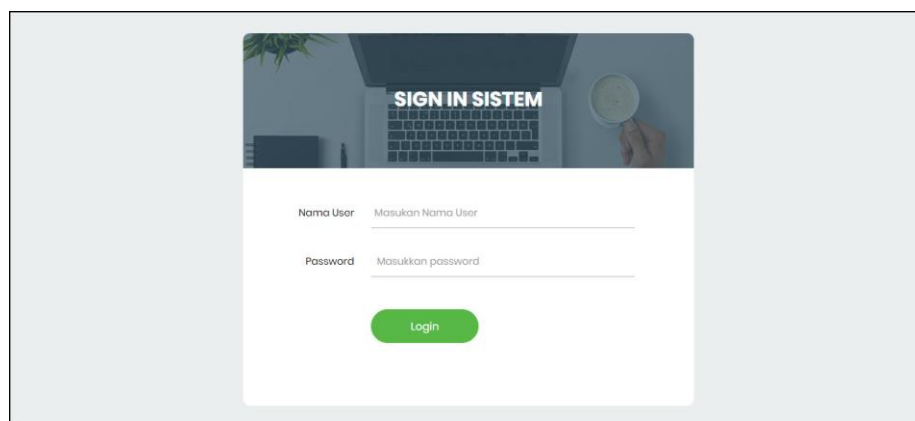 SIGN IN SISTEM
Nama User Masukan Nama User
Password Masukkan password
Login